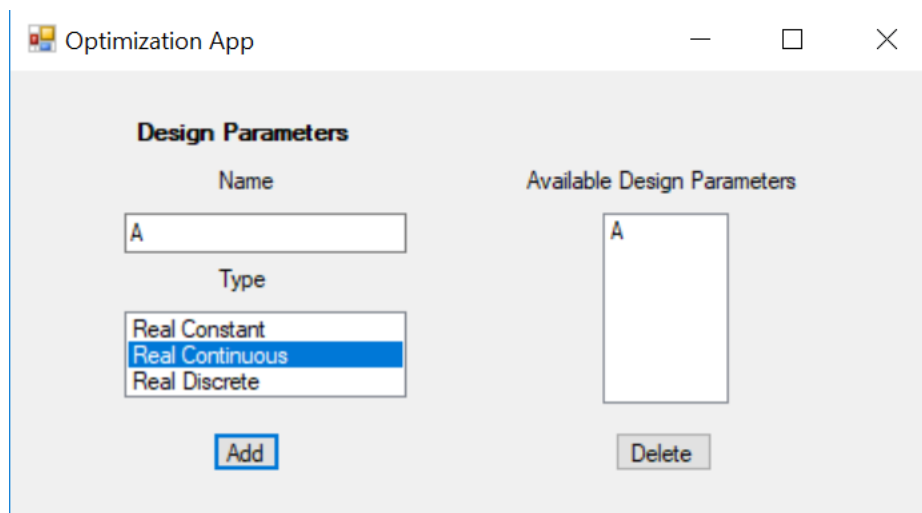 Optimization App
Design Parameters
Name
A
Type
Real Constant
Real Continuous
Real Discrete
Add
Available Design Parameters
A
Delete